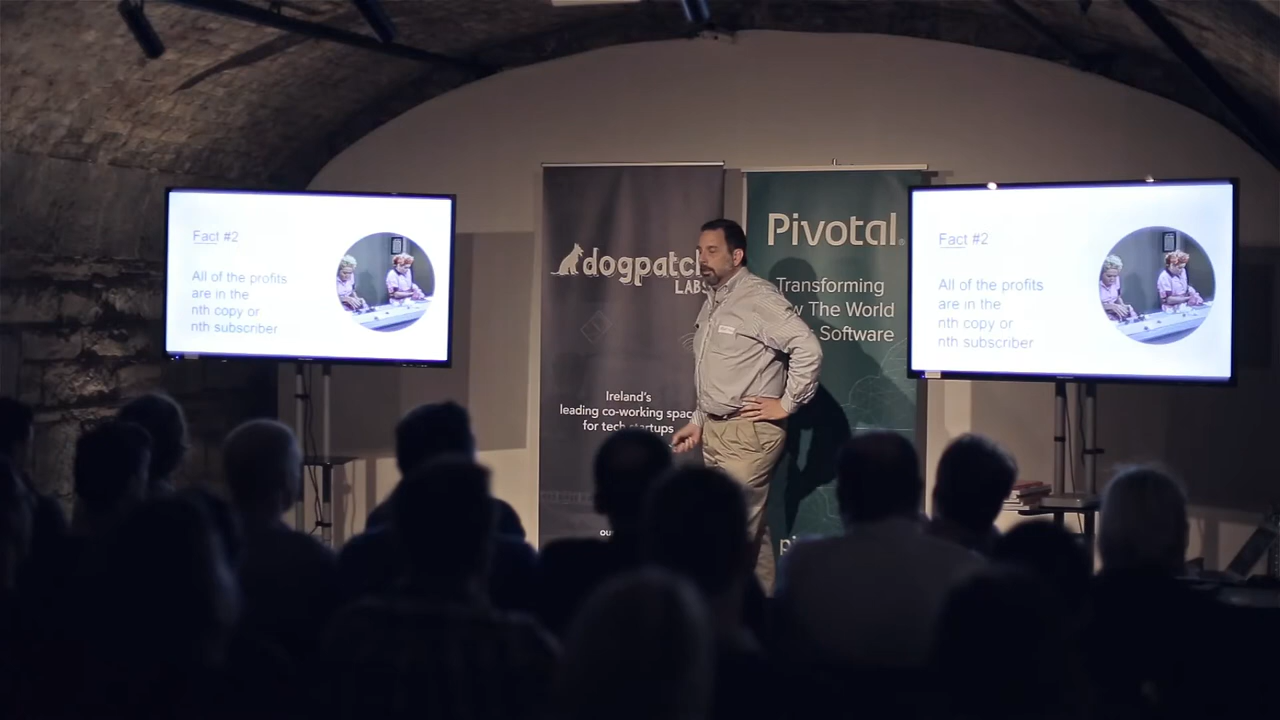 Fact #2
All of the profits
are in the
nth copy or
nth subscriber
dogpatch
LABS
Ireland's
leading co-working space
for tech startups
Pivotal
Transforming
The World
Software
Fact #2
All of the profits
are in the
nth copy or
nth subscriber